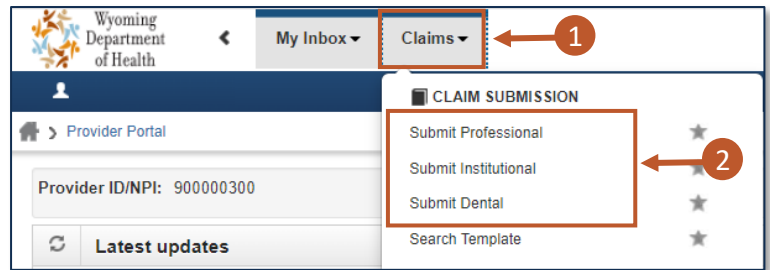 Wyoming
Department
of Health
My Inbox
Claims
1
CLAIM SUBMISSION
Provider Portal
Submit Professional
Submit Institutional
2
Provider ID/NPI: 900000300
Submit Dental
Latest updates
Search Template